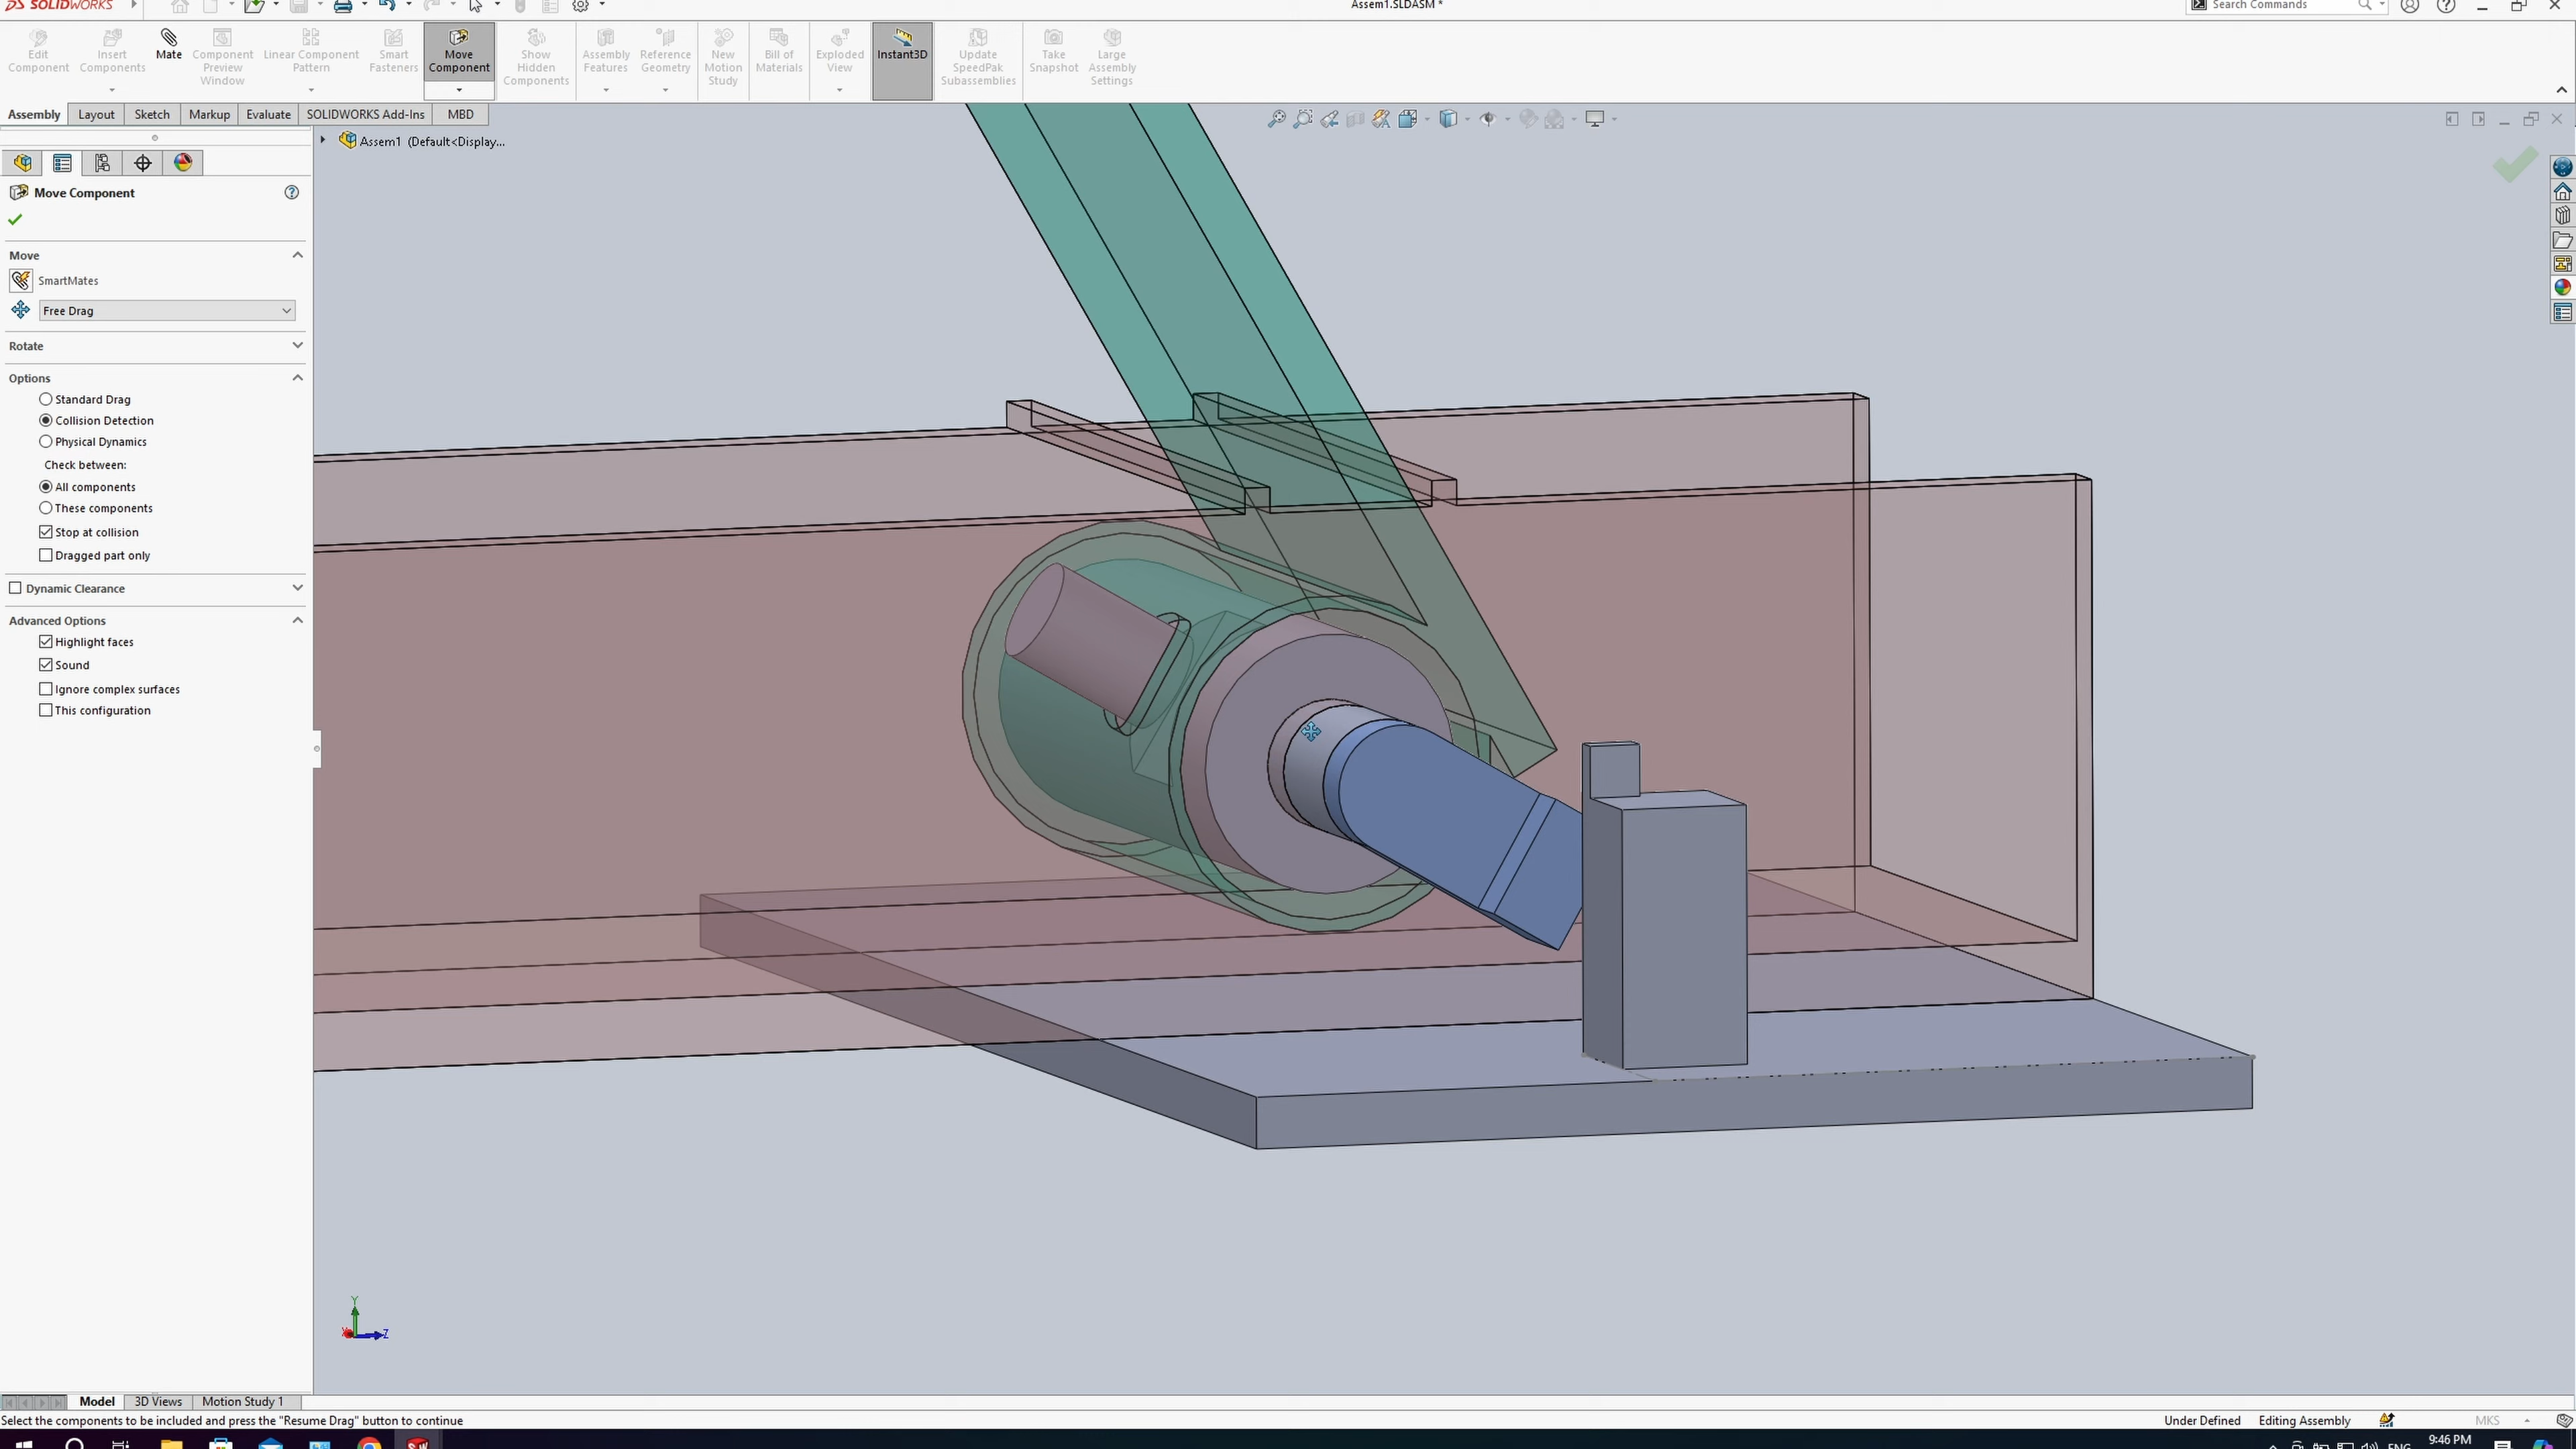 SOLIDWORKS
Assem1.SLDASM *
Search Commands
Edit Component
Insert Components
Mate
Component Preview Window
Linear Component Pattern
Smart Fasteners
Move Component
Show Hidden Components
Assembly Features
Reference Geometry
New Motion Study
Bill of Materials
Exploded View
Instant3D
Update SpeedPak Subassemblies
Take Snapshot
Large Assembly Settings
Assembly
Layout
Sketch
Markup
Evaluate
SOLIDWORKS Add-Ins
MBD
Assem1 (Default<Display...
Move Component
Move
SmartMates
Free Drag
Rotate
Options
Standard Drag
Collision Detection
Physical Dynamics
Check between:
All components
These components
Stop at collision
Dragged part only
Dynamic Clearance
Advanced Options
Highlight faces
Sound
Ignore complex surfaces
This configuration
Y
Z
Model
3D Views
Motion Study 1
Select the components to be included and press the "Resume Drag" button to continue
Under Defined
Editing Assembly
MKS
ENG
9:46 PM